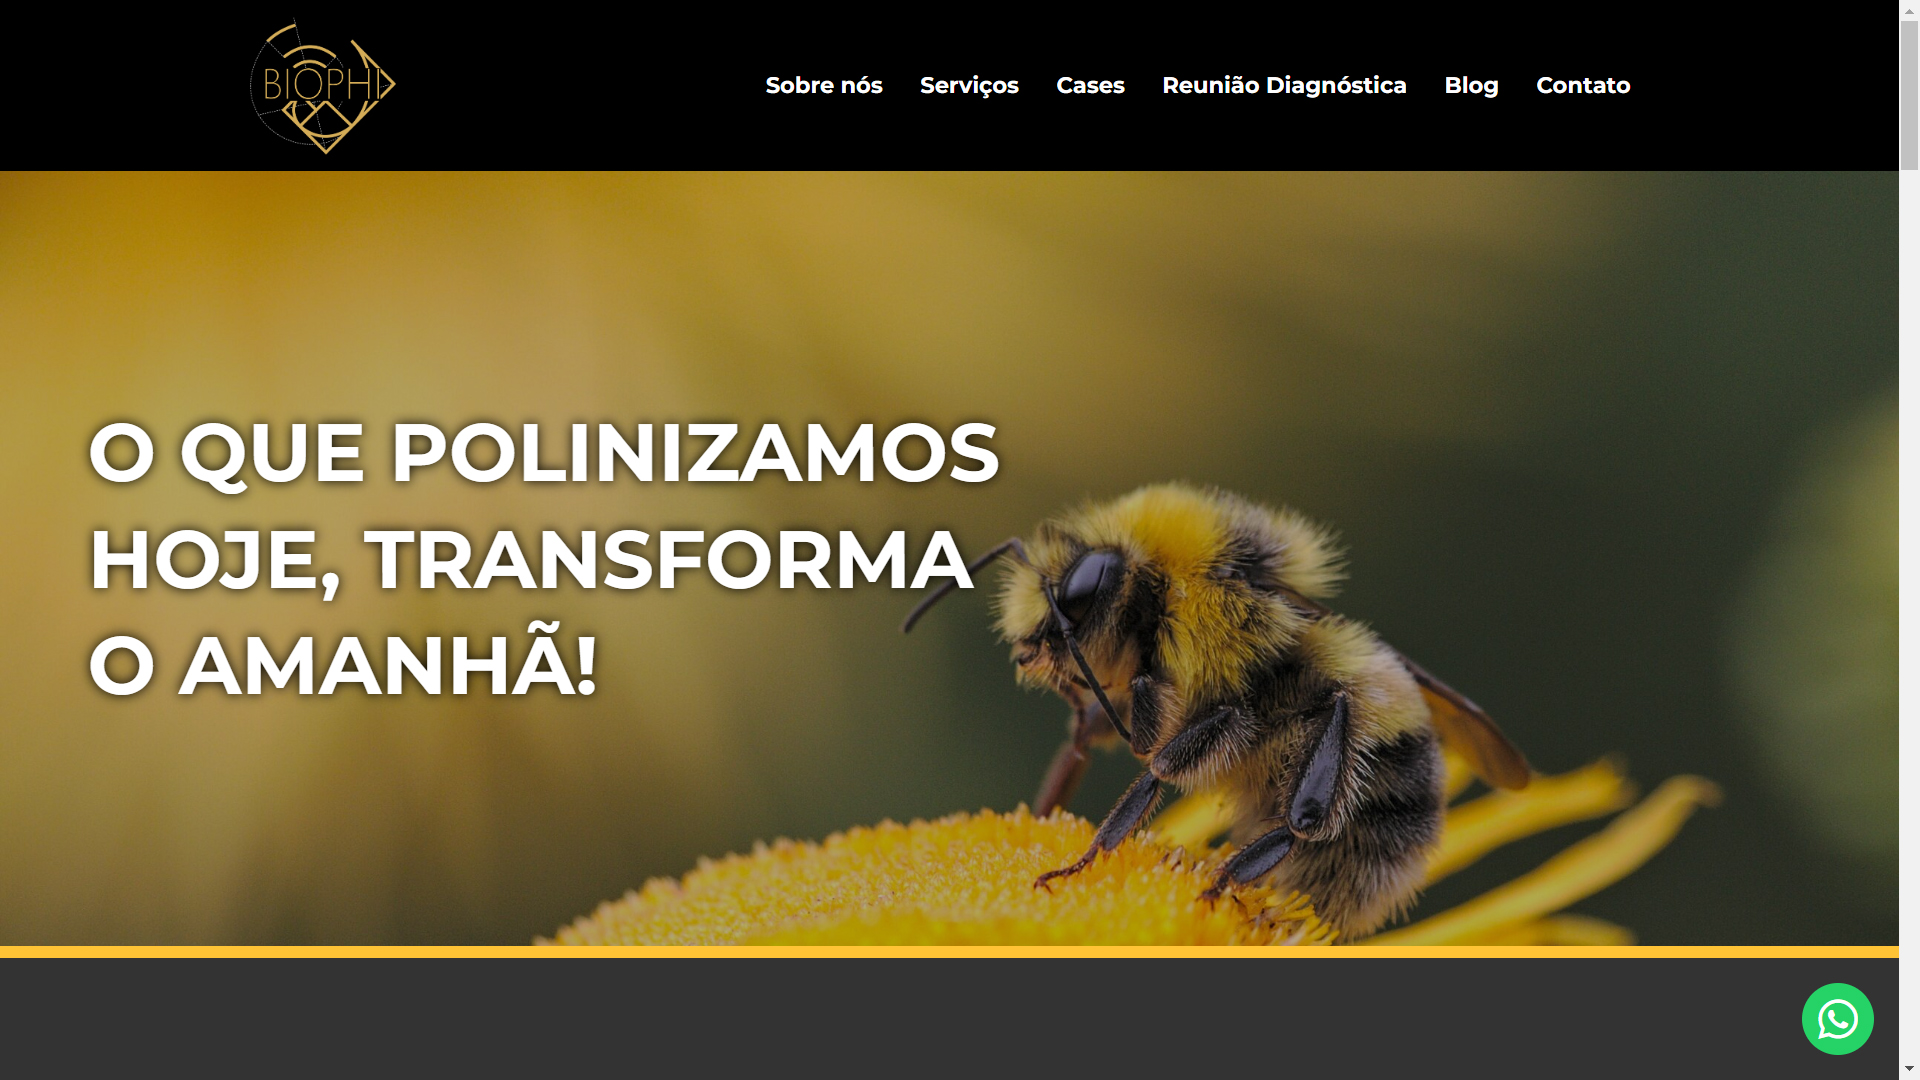 BIOPHI
Sobre nós
Serviços
Cases
Reunião Diagnóstica
Blog
Contato
O QUE POLINIZAMOS
HOJE, TRANSFORMA
O AMANHÃ!